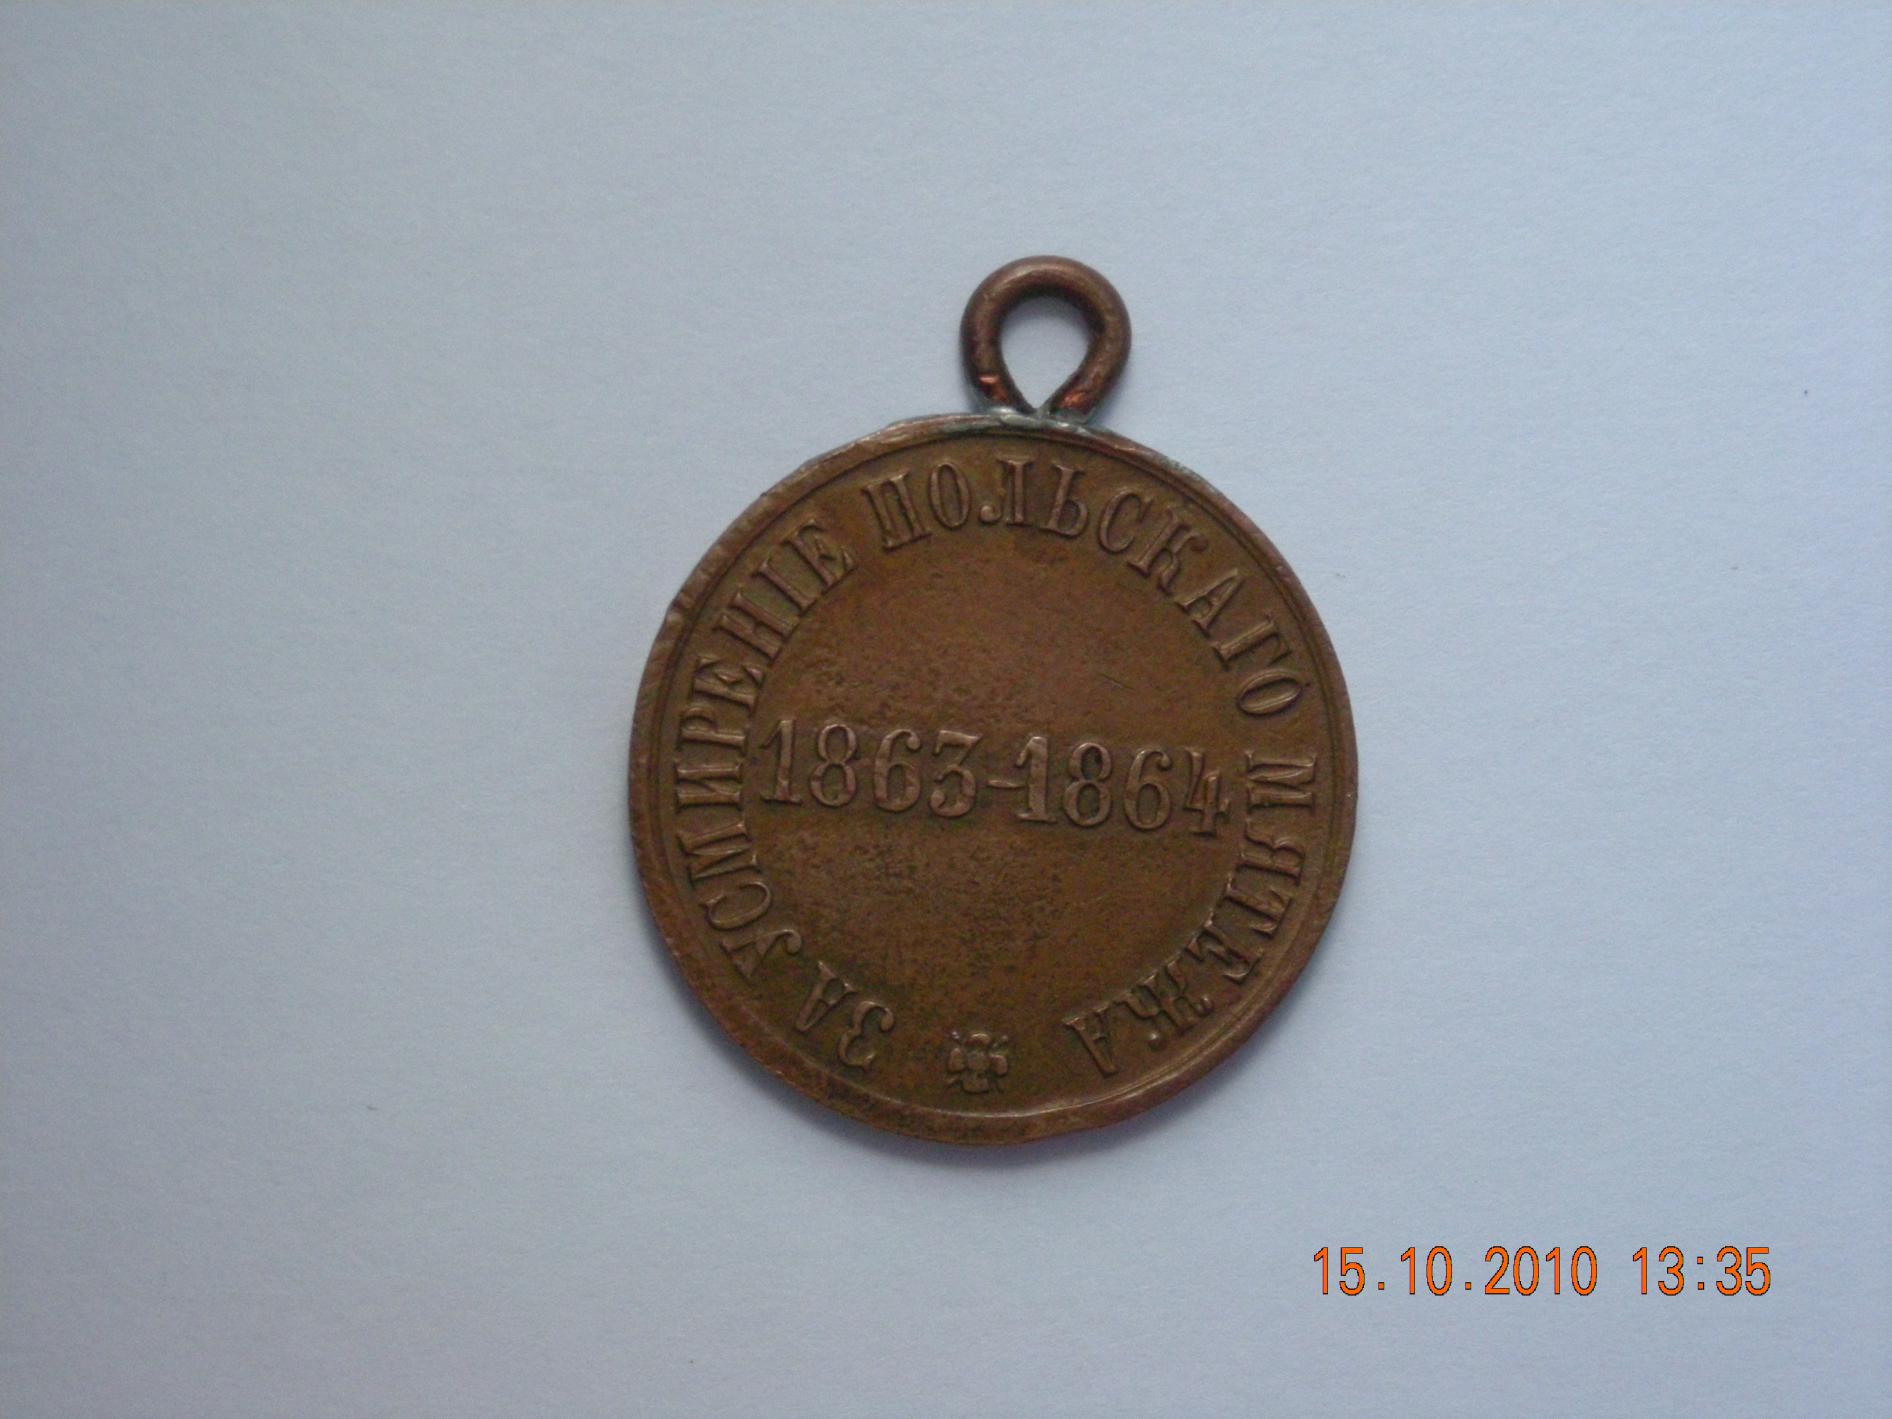 ЗА УСМИРЕНІЕ ПОЛЬСКАГО МЯТЕЖА
1863-1864
15.10.2010 13:35